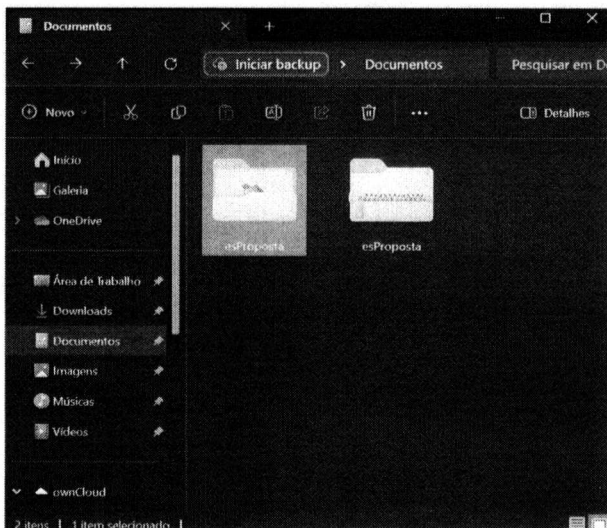 Documentos
Iniciar backup > Documentos
Pesquisar em D
Novo
Detalhes
Início
Galeria
OneDrive
Área de Trabalho
Downloads
Documentos
Imagens
Músicas
Vídeos
ownCloud
esProposta
esProposta
2 itens | 1 item selecionado |